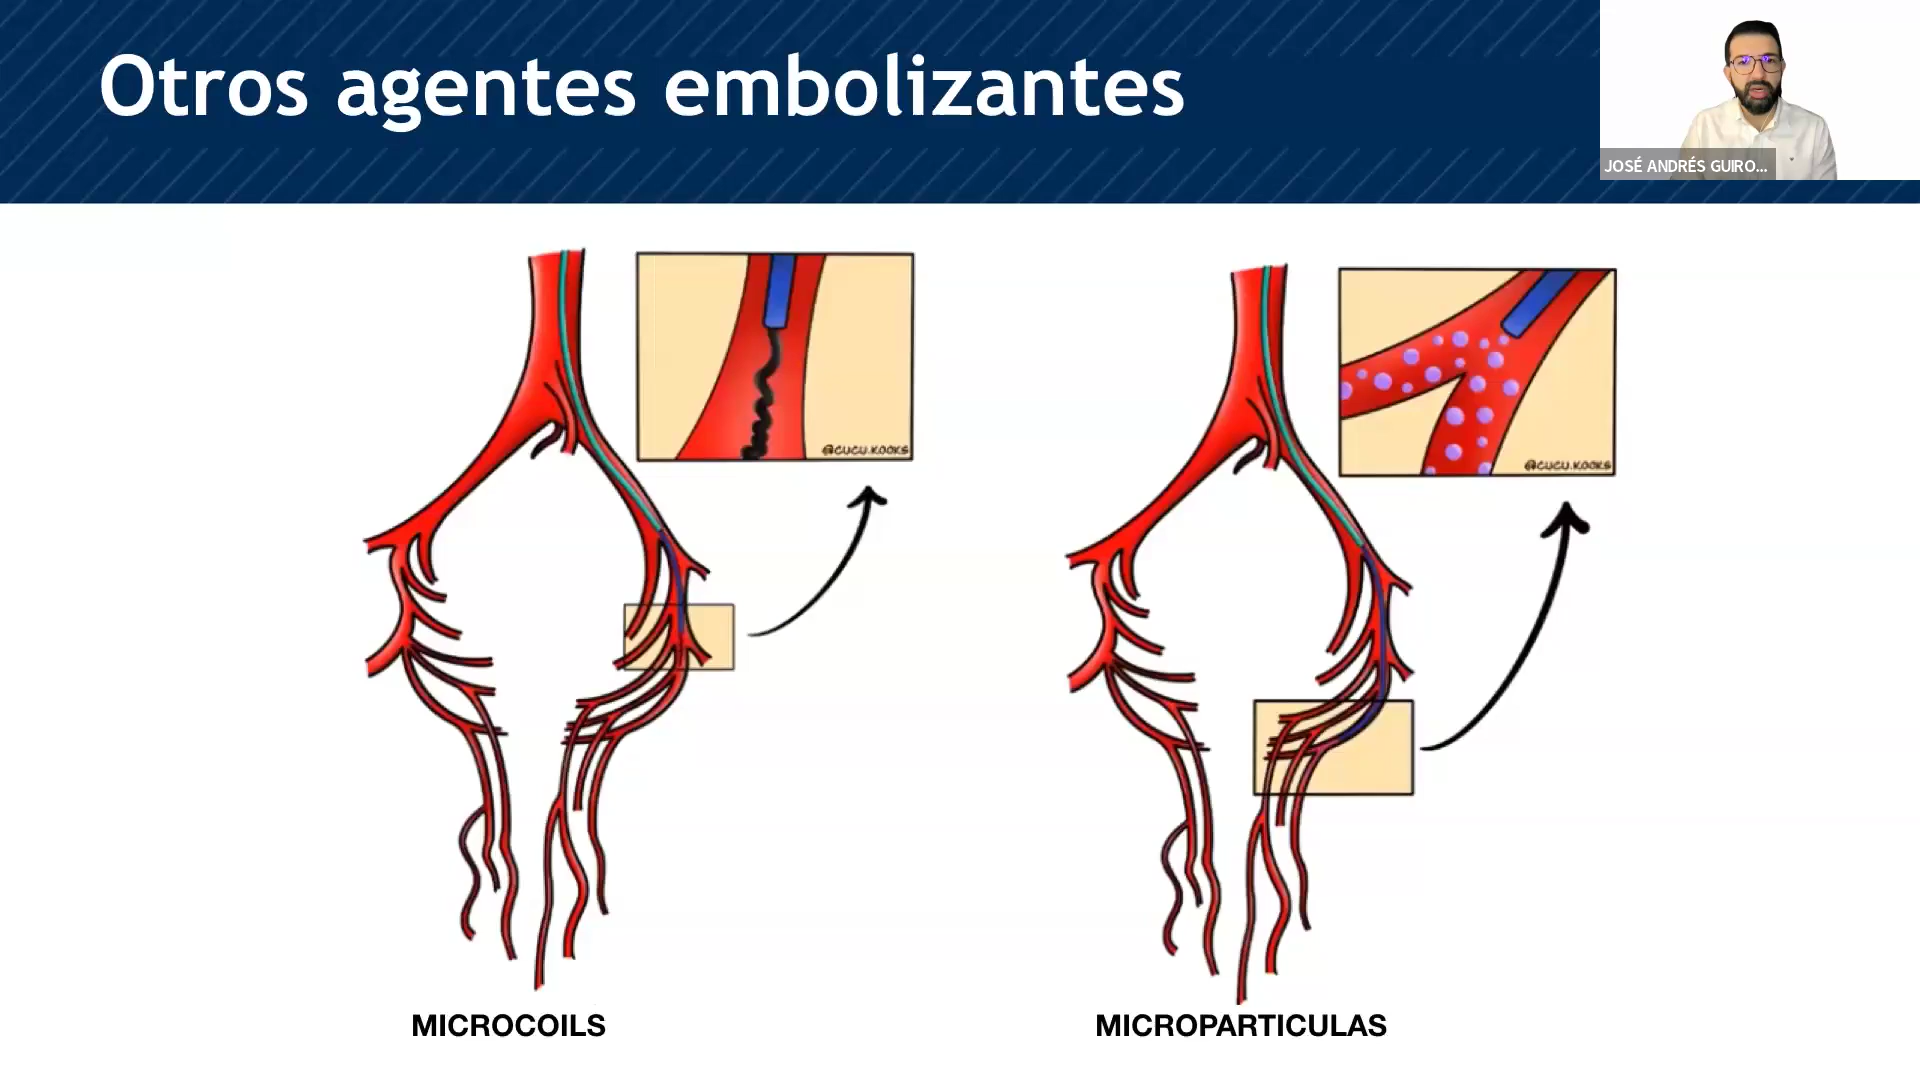 Otros agentes embolizantes
JOSÉ ANDRÉS GUIRO...
@CUCU.KOOKS
@CUCU.KOOKS
MICROCOILS
MICROPARTICULAS